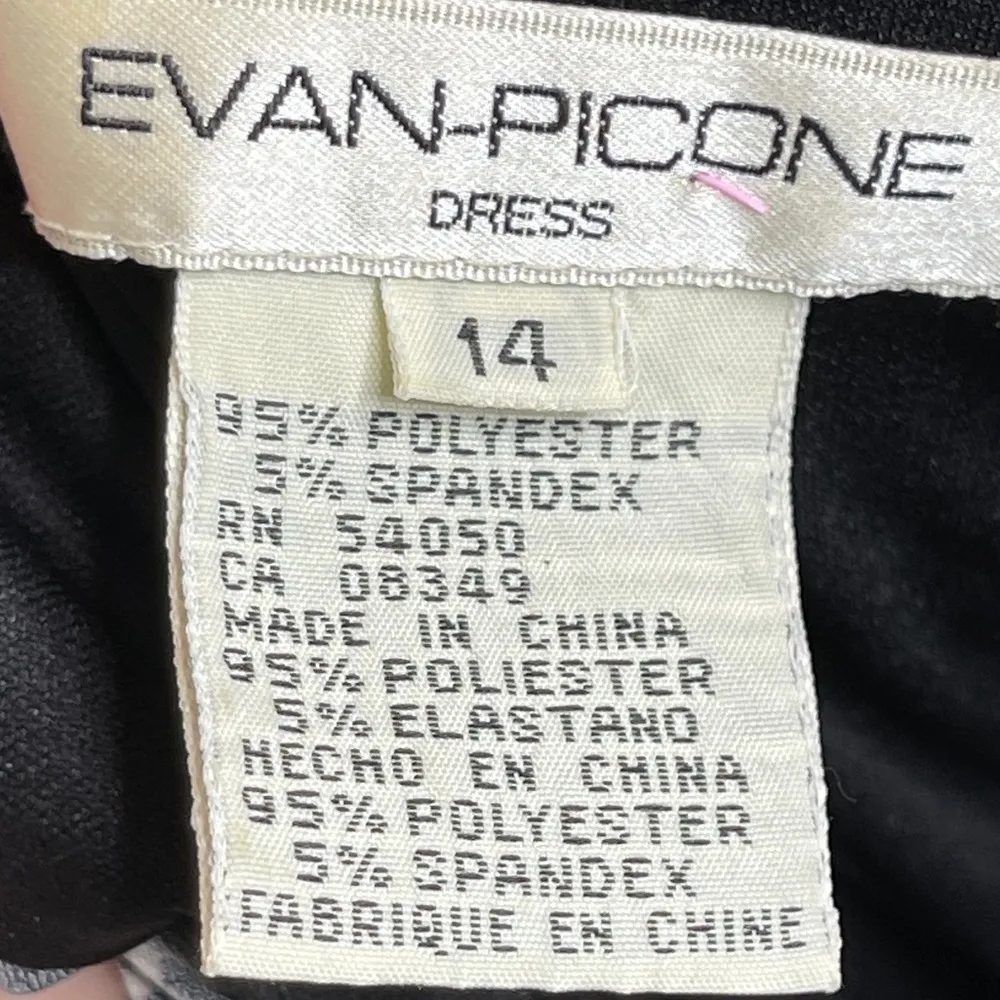 EVAN-PICONE
DRESS
14
95% POLYESTER
5% SPANDEX
RN 54050
CA 08349
MADE IN CHINA
95% POLIESTER
5% ELASTANO
HECHO EN CHINA
95% POLYESTER
5% SPANDEX
FABRIQUE EN CHINE